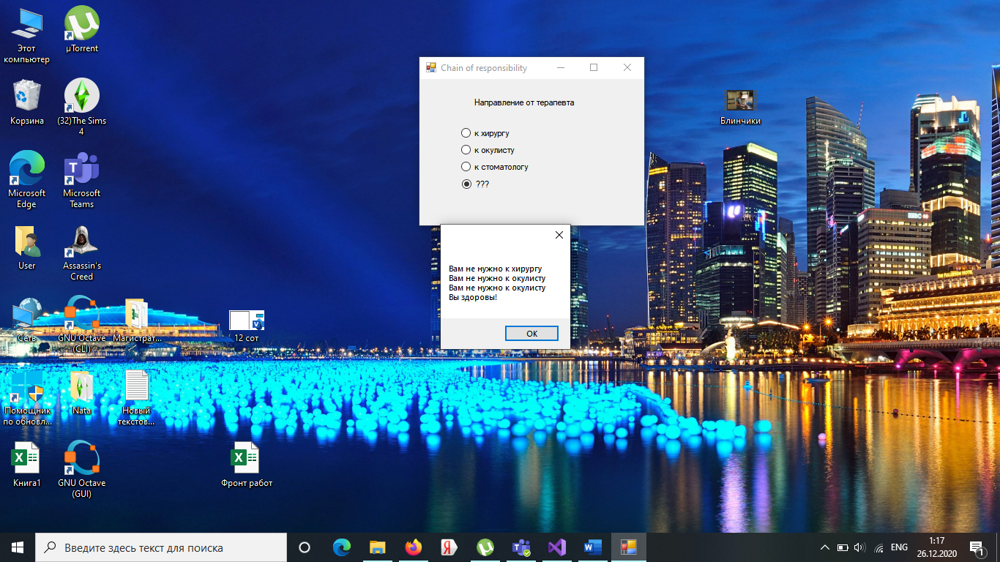 Этот
компьютер
µTorrent
Корзина
(32)The Sims
4
Microsoft
Edge
Microsoft
Teams
User
Assassin's
Creed
Сеть
GNU Octave
(CLI)
Магистрат...
12 сот
Помощник
по обновл...
Nata
Новый
текстов...
Книга1
GNU Octave
(GUI)
Фронт работ
Блинчики
Chain of responsibility
Направление от терапевта
к хирургу
к окулисту
к стоматологу
???
Вам не нужно к хирургу
Вам не нужно к окулисту
Вам не нужно к окулисту
Вы здоровы!
OK
Введите здесь текст для поиска
ENG
1:17
26.12.2020
1